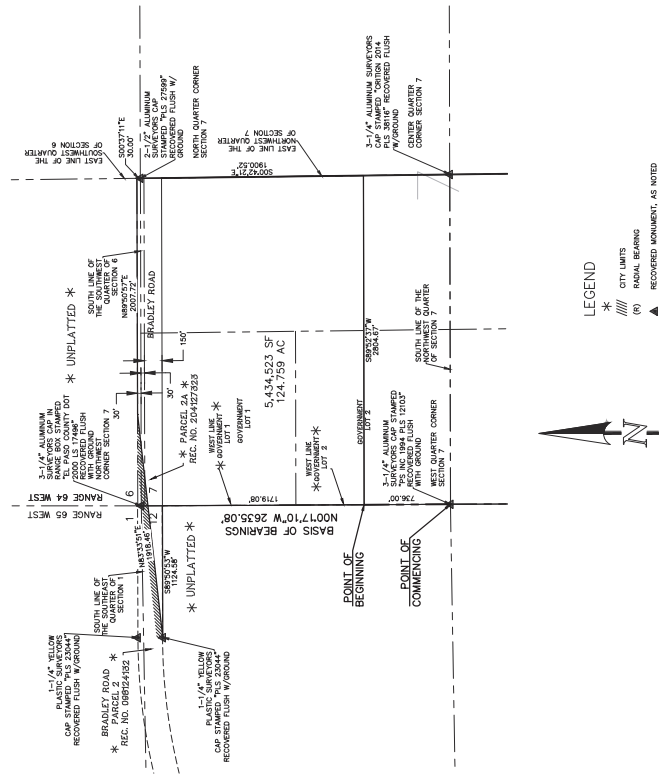 1-1/4" YELLOW
PLASTIC SURVEYORS
CAP STAMPED "PLS 23044"
RECOVERED FLUSH W/GROUND
BRADLEY ROAD
* PARCEL 2 *
REC. NO. 098124132
SOUTH LINE OF
THE SOUTHEAST
QUARTER OF
SECTION 1
N83°33'51"E
1918.46'
S89°50'53"W
1124.58'
* UNPLATTED *
1-1/4" YELLOW
PLASTIC SURVEYORS
CAP STAMPED "PLS 23044"
RECOVERED FLUSH W/GROUND
RANGE 65 WEST
RANGE 64 WEST
1
6
12
7
3-1/4" ALUMINUM
SURVEYORS CAP IN
RANGE BOX STAMPED
"EL PASO COUNTY DOT
2000 LS 17496"
RECOVERED FLUSH
WITH GROUND
NORTHWEST
CORNER SECTION 7
* UNPLATTED *
30'
30'
150'
SOUTH LINE OF
THE SOUTHWEST
QUARTER OF
SECTION 6
N89°50'57"E
2007.72'
BRADLEY ROAD
* PARCEL 2A *
REC. NO. 204127323
EAST LINE OF THE
SOUTHWEST QUARTER
OF SECTION 6
S00°37'11"E
30.00'
2-1/2" ALUMINUM
SURVEYORS CAP
STAMPED "PLS 27599"
RECOVERED FLUSH W/
GROUND
NORTH QUARTER CORNER
SECTION 7
EAST LINE OF THE
NORTHWEST QUARTER
OF SECTION 7
S00°42'21"E
1900.52'
BASIS OF BEARINGS
N00°17'10"W 2635.08'
1719.08'
WEST LINE
*GOVERNMENT*
LOT 1
GOVERNMENT
LOT 1
WEST LINE
*GOVERNMENT*
LOT 2
GOVERNMENT
LOT 2
5,434,523 SF
124.759 AC
S89°52'37"W
2804.67'
POINT OF
BEGINNING
POINT OF
COMMENCING
736.00'
3-1/4" ALUMINUM
SURVEYORS CAP STAMPED
"PS INC 1994 PLS 12103"
RECOVERED FLUSH
WITH GROUND
WEST QUARTER CORNER
SECTION 7
SOUTH LINE OF THE
NORTHWEST QUARTER
OF SECTION 7
3-1/4" ALUMINUM SURVEYORS
CAP STAMPED "CRITIGN 2014
PLS 38116" RECOVERED FLUSH
W/GROUND
CENTER QUARTER
CORNER SECTION 7
N
LEGEND
*
CITY LIMITS
(R) RADIAL BEARING
RECOVERED MONUMENT, AS NOTED